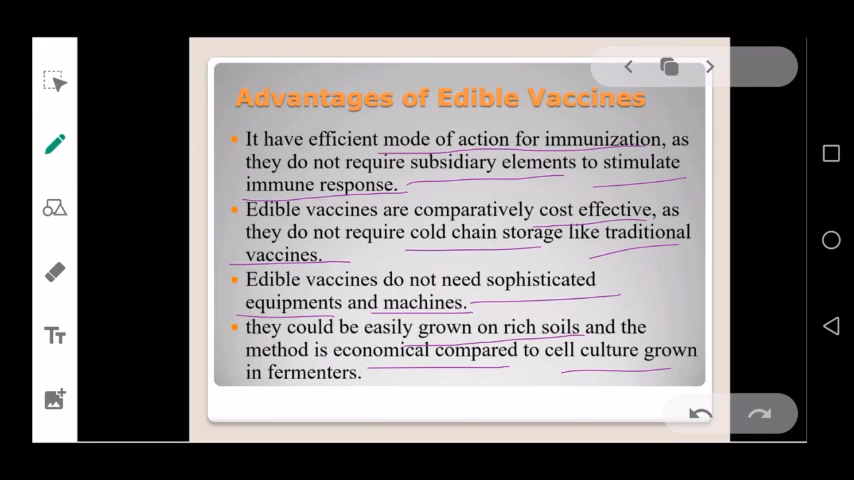 Advantages of Edible Vaccines
• It have efficient mode of action for immunization, as
they do not require subsidiary elements to stimulate
immune response.
• Edible vaccines are comparatively cost effective, as
they do not require cold chain storage like traditional
vaccines.
• Edible vaccines do not need sophisticated
equipments and machines.
• they could be easily grown on rich soils and the
method is economical compared to cell culture grown
in fermenters.
TT